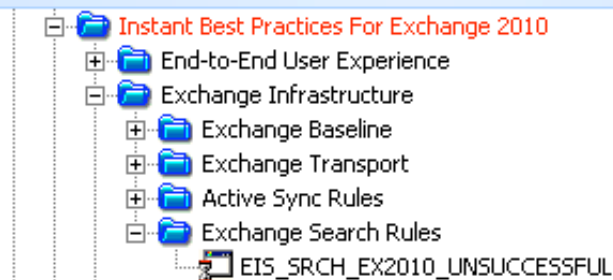 Instant Best Practices For Exchange 2010
End-to-End User Experience
Exchange Infrastructure
Exchange Baseline
Exchange Transport
Active Sync Rules
Exchange Search Rules
EIS_SRCH_EX2010_UNSUCCESSFUL